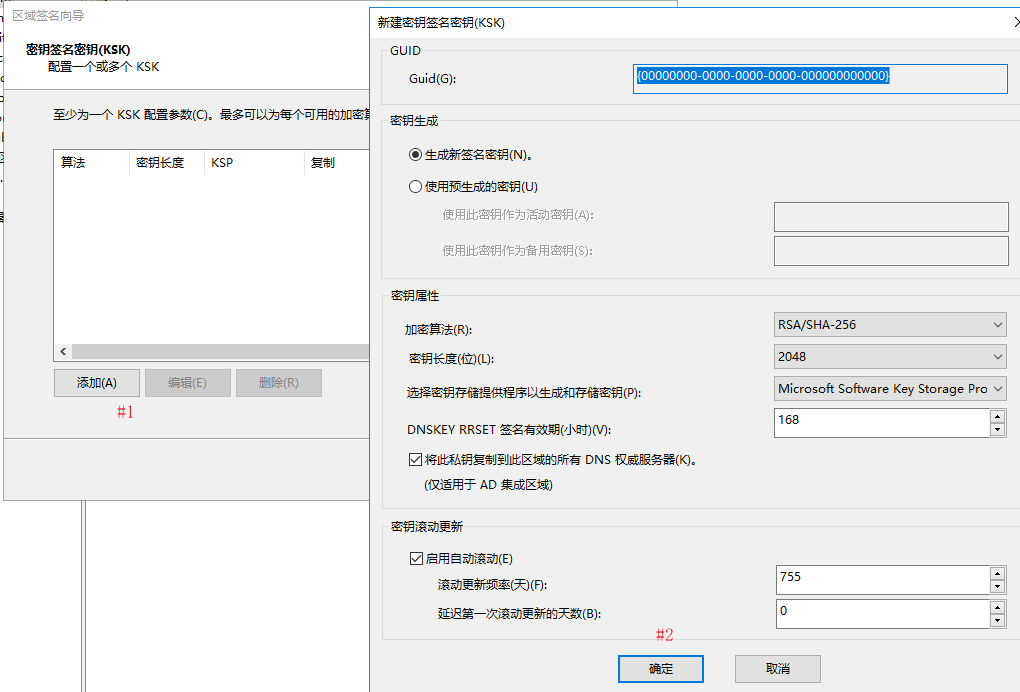 区域签名向导
密钥签名密钥(KSK)
配置一个或多个 KSK
至少为一个 KSK 配置参数(C)。最多可以为每个可用的加密
算法 密钥长度 KSP 复制
添加(A) 编辑(E) 删除(R)
#1
新建密钥签名密钥(KSK)
GUID
Guid(G): {00000000-0000-0000-0000-000000000000}
密钥生成
生成新签名密钥(N)。
使用预生成的密钥(U)
使用此密钥作为活动密钥(A):
使用此密钥作为备用密钥(S):
密钥属性
加密算法(R): RSA/SHA-256
密钥长度(位)(L): 2048
选择密钥存储提供程序以生成和存储密钥(P): Microsoft Software Key Storage Pro
DNSKEY RRSET 签名有效期(小时)(V): 168
将此私钥复制到此区域的所有 DNS 权威服务器(K)。
(仅适用于 AD 集成区域)
密钥滚动更新
启用自动滚动(E)
滚动更新频率(天)(F): 755
延迟第一次滚动更新的天数(B): 0
#2
确定 取消